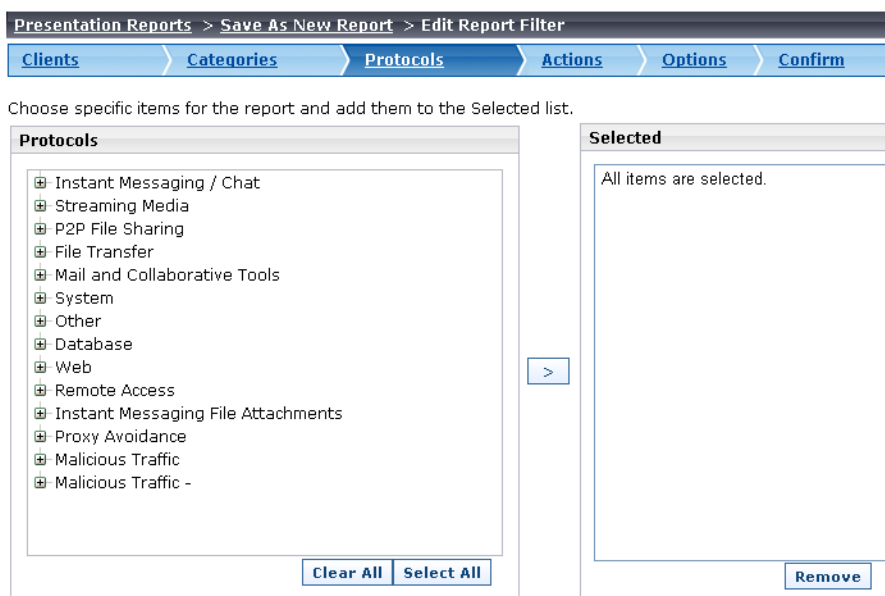 Presentation Reports > Save As New Report > Edit Report Filter
Clients Categories Protocols Actions Options Confirm
Choose specific items for the report and add them to the Selected list.
Protocols
Instant Messaging / Chat
Streaming Media
P2P File Sharing
File Transfer
Mail and Collaborative Tools
System
Other
Database
Web
Remote Access
Instant Messaging File Attachments
Proxy Avoidance
Malicious Traffic
Malicious Traffic -
Clear All Select All
>
Selected
All items are selected.
Remove